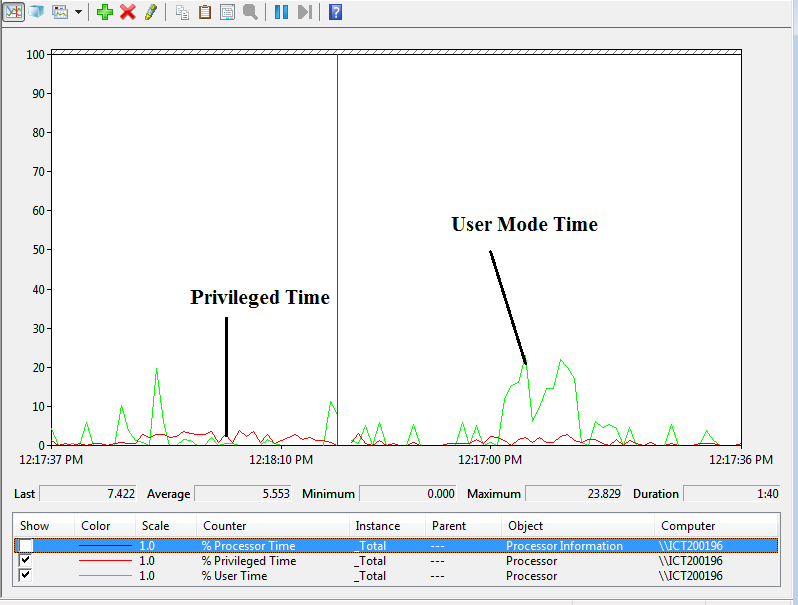 100
90
80
70
User Mode Time
60
50
40
Privileged Time
30
20
10
0
12:17:37 PM 12:18:10 PM 12:17:00 PM 12:17:36 PM
Last 7.422 Average 5.553 Minimum 0.000 Maximum 23.829 Duration 1:40
Show Color Scale Counter Instance Parent Object Computer
1.0 % Processor Time _Total --- Processor Information \\ICT200196
1.0 % Privileged Time _Total --- Processor \\ICT200196
1.0 % User Time _Total --- Processor \\ICT200196